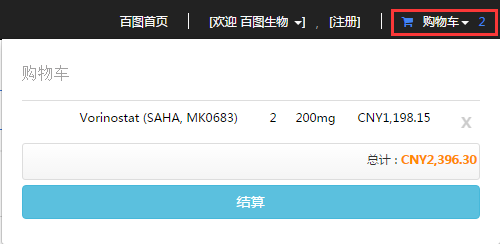 百图首页 [欢迎 百图生物 ] , [注册] 购物车 2
购物车
Vorinostat (SAHA, MK0683) 2 200mg CNY1,198.15 x
总计 : CNY2,396.30
结算